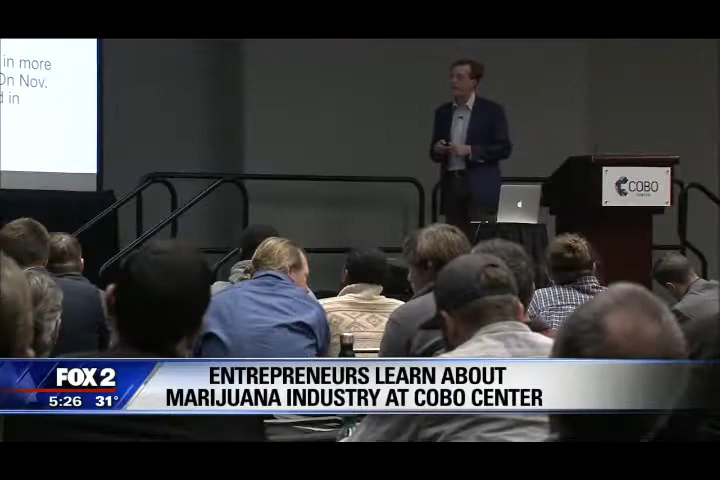 in more
On Nov.
d in
COBO
CENTER
FOX 2
5:26 31°
ENTREPRENEURS LEARN ABOUT
MARIJUANA INDUSTRY AT COBO CENTER